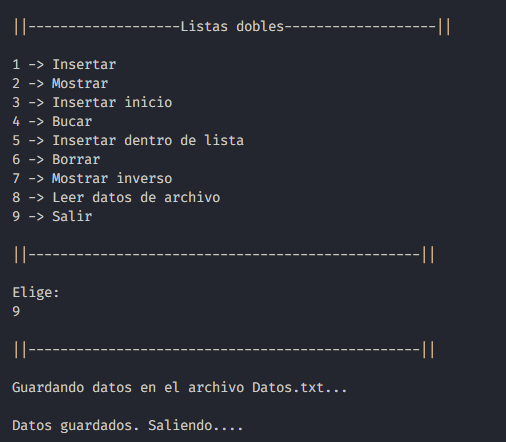 ||-------------------Listas dobles-------------------||
1 -> Insertar
2 -> Mostrar
3 -> Insertar inicio
4 -> Bucar
5 -> Insertar dentro de lista
6 -> Borrar
7 -> Mostrar inverso
8 -> Leer datos de archivo
9 -> Salir
||-------------------------------------------------||
Elige:
9
||-------------------------------------------------||
Guardando datos en el archivo Datos.txt...
Datos guardados. Saliendo....